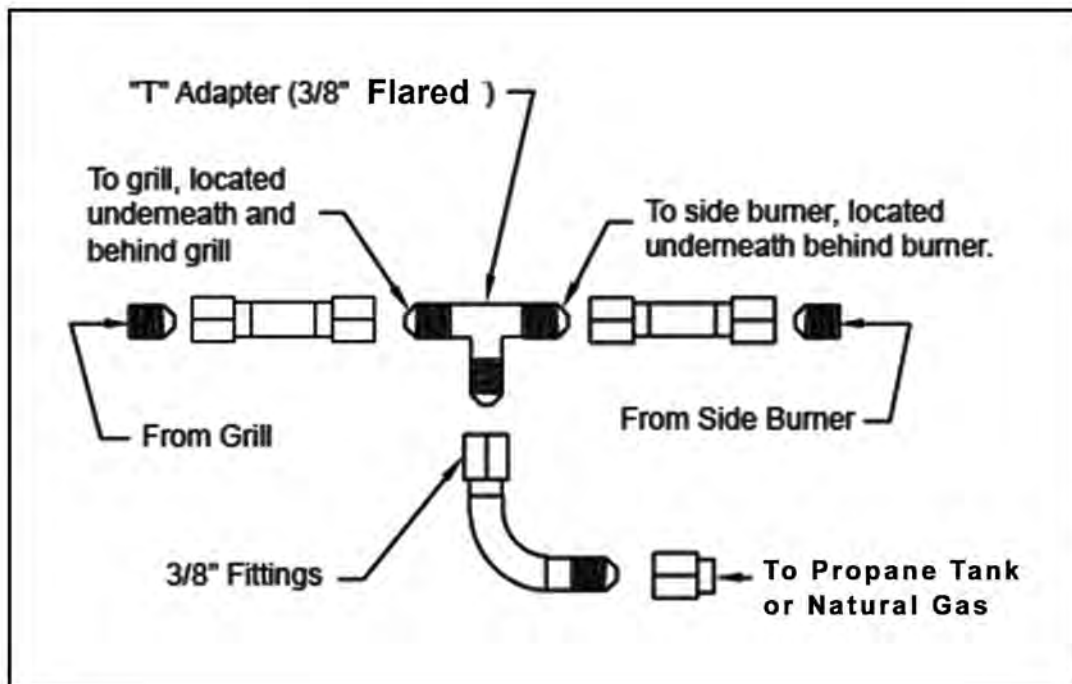 "T" Adapter (3/8" Flared )
To grill, located
underneath and
behind grill
To side burner, located
underneath behind burner.
From Grill
From Side Burner
3/8" Fittings
To Propane Tank
or Natural Gas